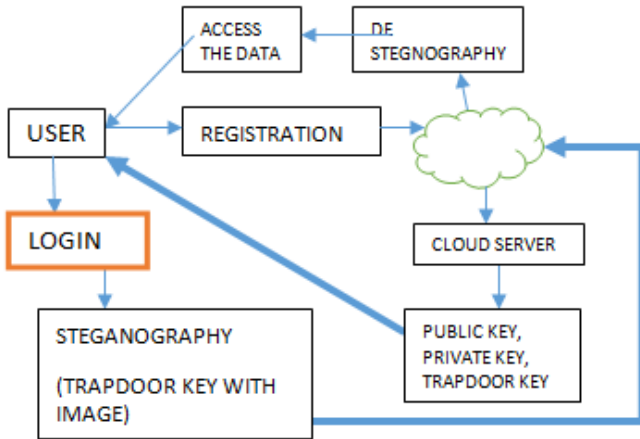 ACCESS
THE DATA
DE
STEGNOGRAPHY
USER
REGISTRATION
LOGIN
CLOUD SERVER
STEGANOGRAPHY
(TRAPDOOR KEY WITH
IMAGE)
PUBLIC KEY,
PRIVATE KEY,
TRAPDOOR KEY